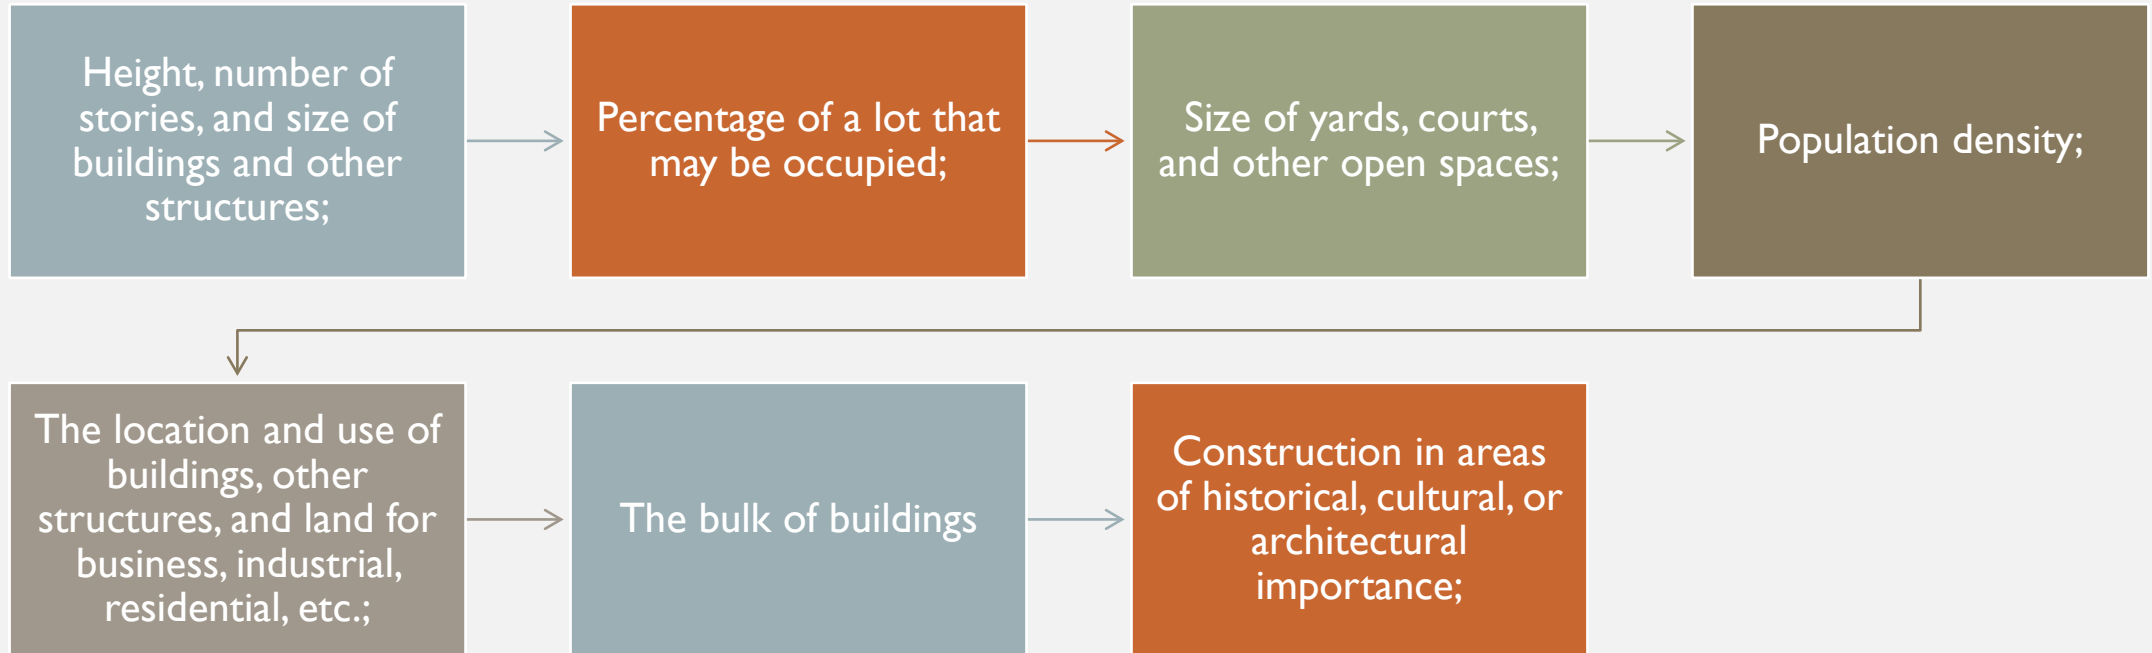 Height, number of
stories, and size of
buildings and other
structures;
Percentage of a lot that
may be occupied;
Size of yards, courts,
and other open spaces;
Population density;
The location and use of
buildings, other
structures, and land for
business, industrial,
residential, etc.;
The bulk of buildings
Construction in areas
of historical, cultural, or
architectural
importance;